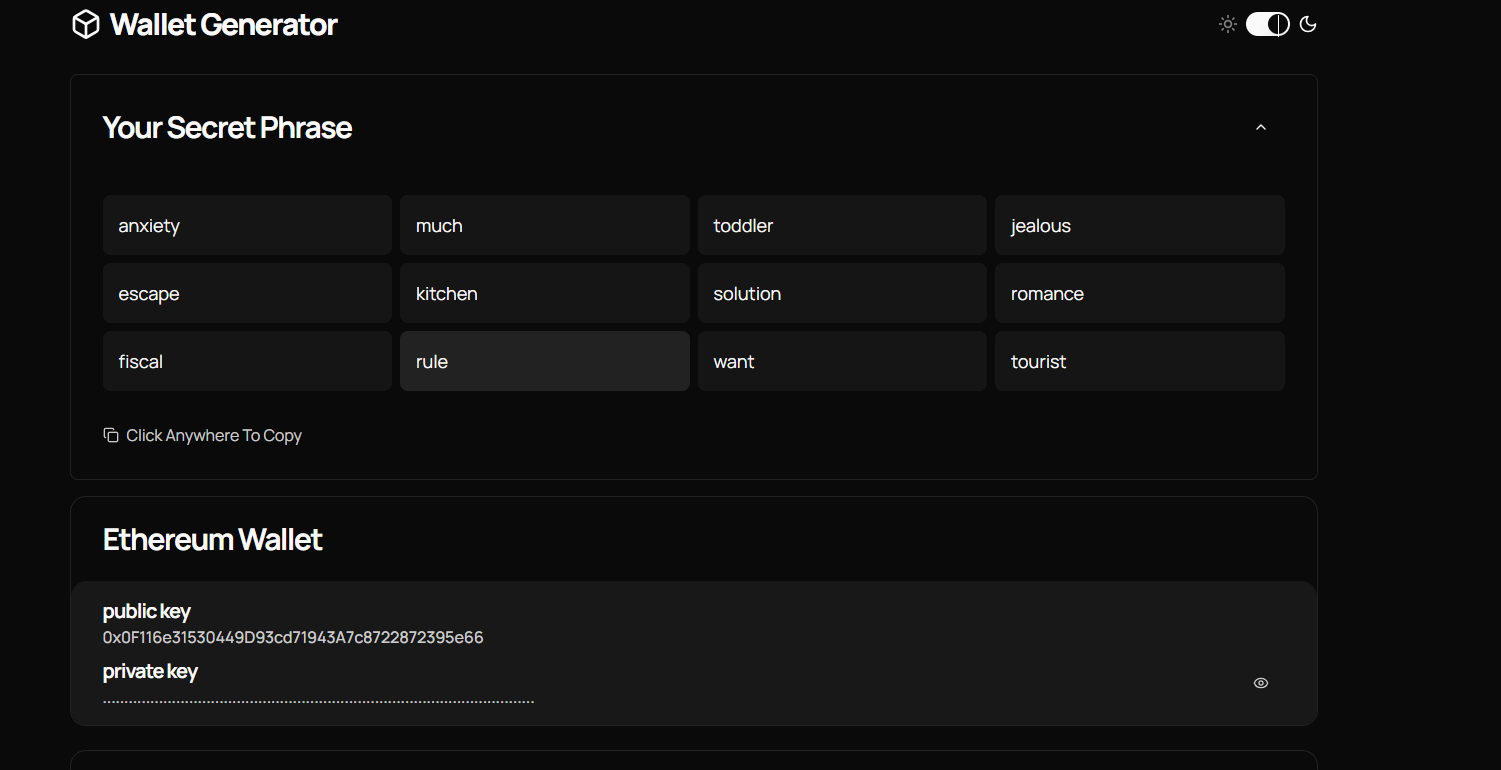 Wallet Generator
Your Secret Phrase
anxiety much toddler jealous
escape kitchen solution romance
fiscal rule want tourist
Click Anywhere To Copy
Ethereum Wallet
public key
0x0F116e31530449D93cd71943A7c8722872395e66
private key